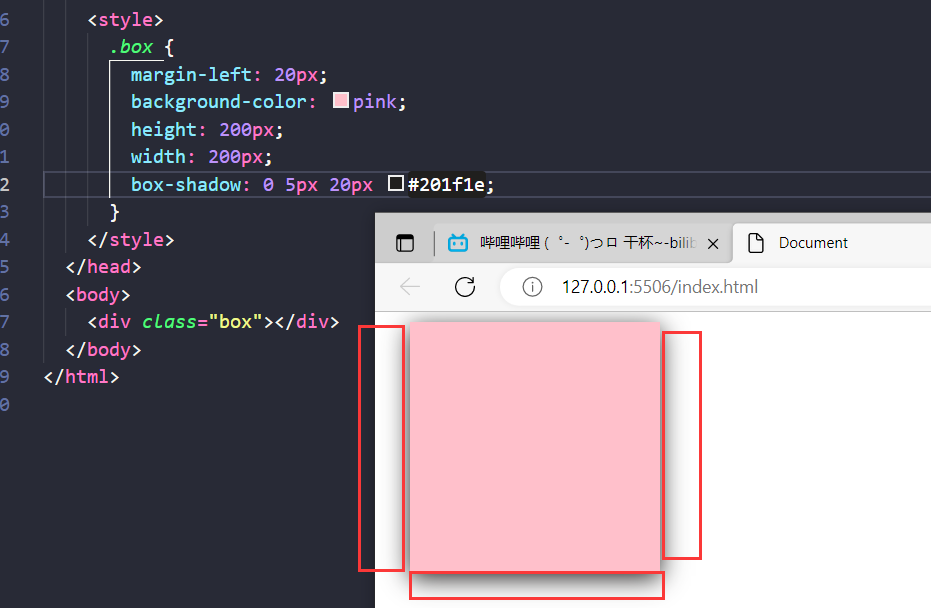 6 <style>
7 .box {
8 margin-left: 20px;
9 background-color: pink;
0 height: 200px;
1 width: 200px;
2 box-shadow: 0 5px 20px #201f1e;
3 }
4 </style>
5 </head>
6 <body>
7 <div class="box"></div>
8 </body>
9 </html>
0
哔哩哔哩 (゜-゜)つロ 干杯~-bilib
Document
127.0.0.1:5506/index.html